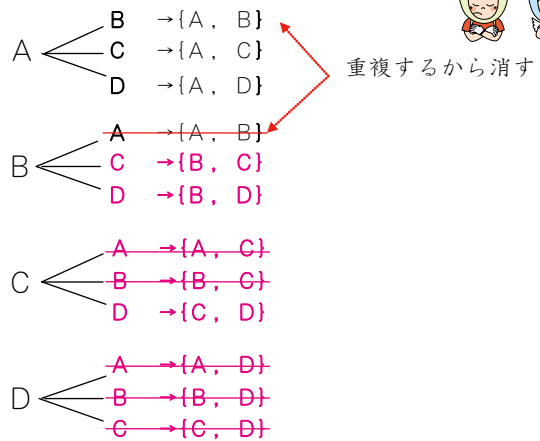 A
B →{A, B}
C →{A, C}
D →{A, D}
重複するから消す
B
A →{A, B}
C →{B, C}
D →{B, D}
C
A →{A, C}
B →{B, C}
D →{C, D}
D
A →{A, D}
B →{B, D}
C →{C, D}